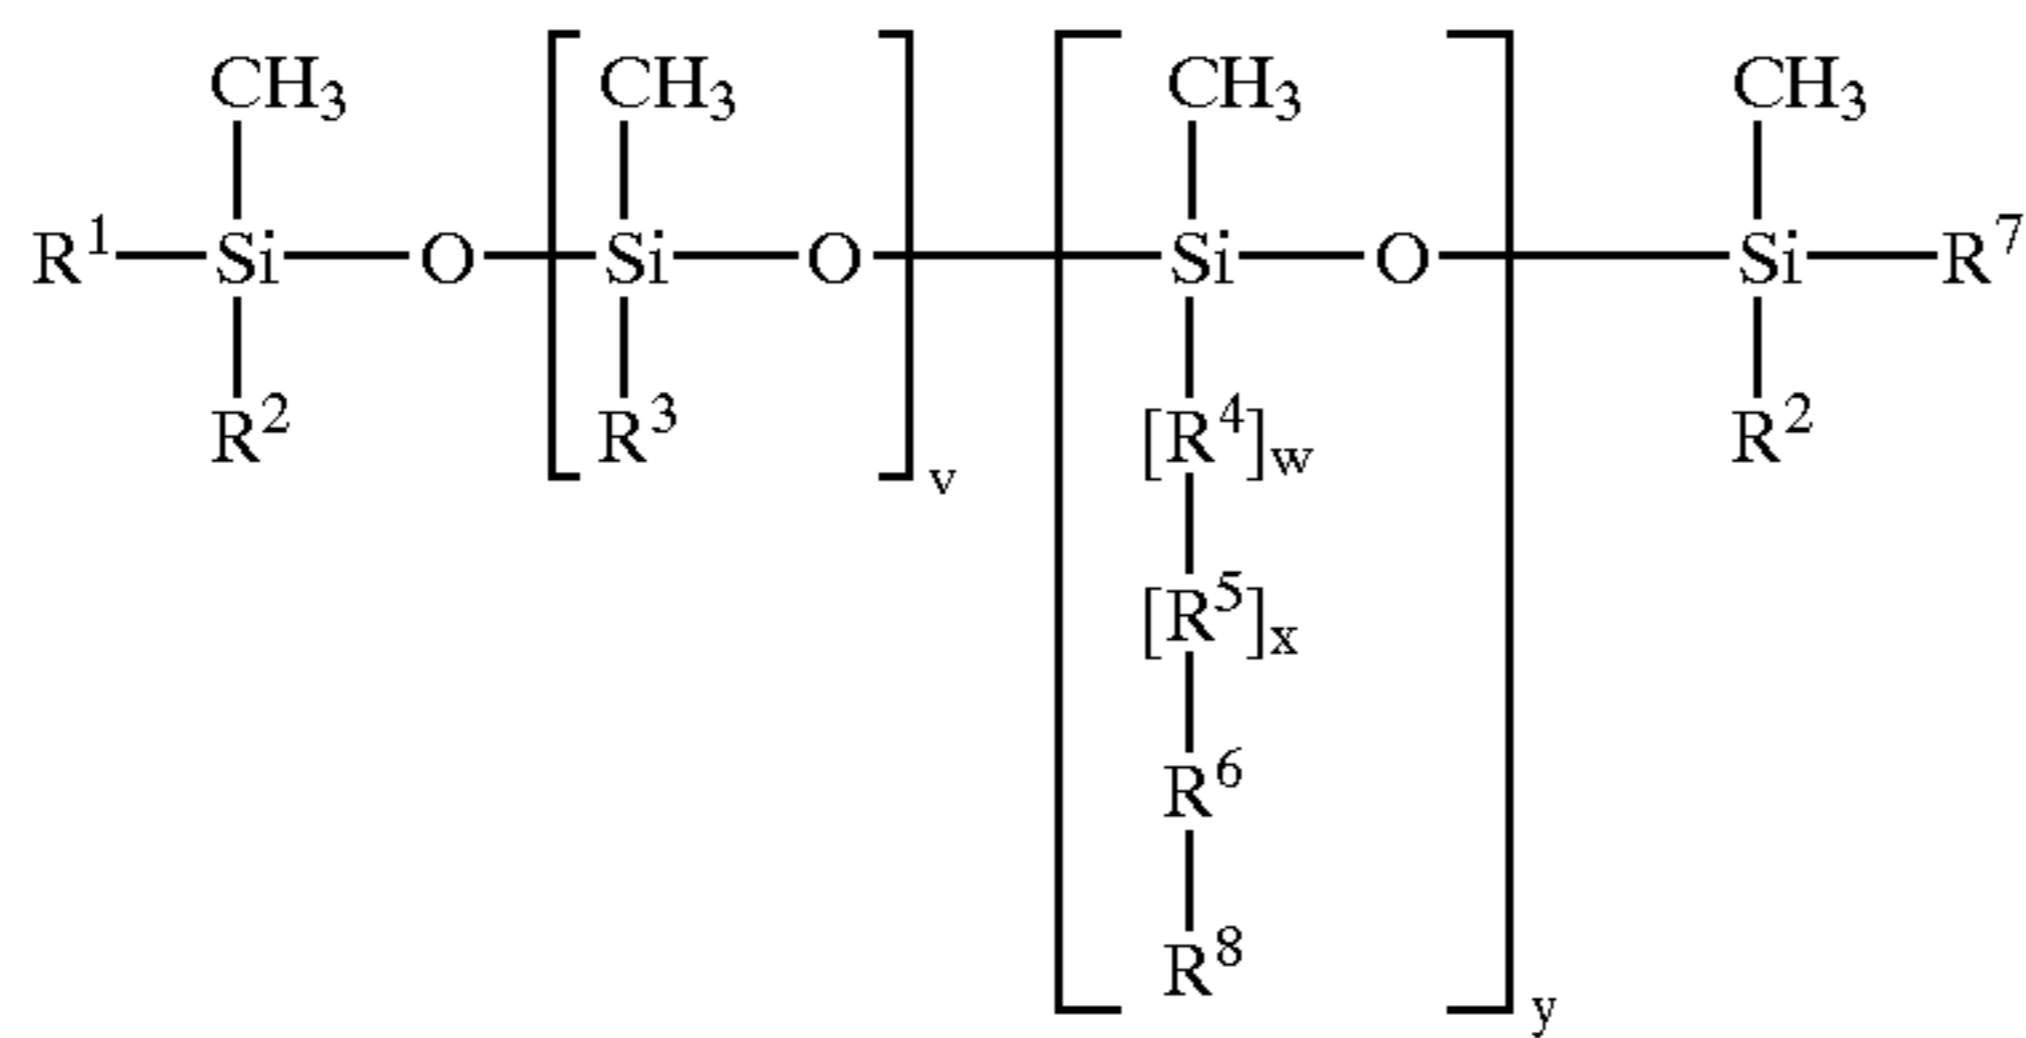 CH₃ CH₃ CH₃ CH₃
R¹—Si—O—[Si—O]—[Si—O]—Si—R⁷
R² R³ [R⁴]w R²
v
[R⁵]x
R⁶
R⁸
y